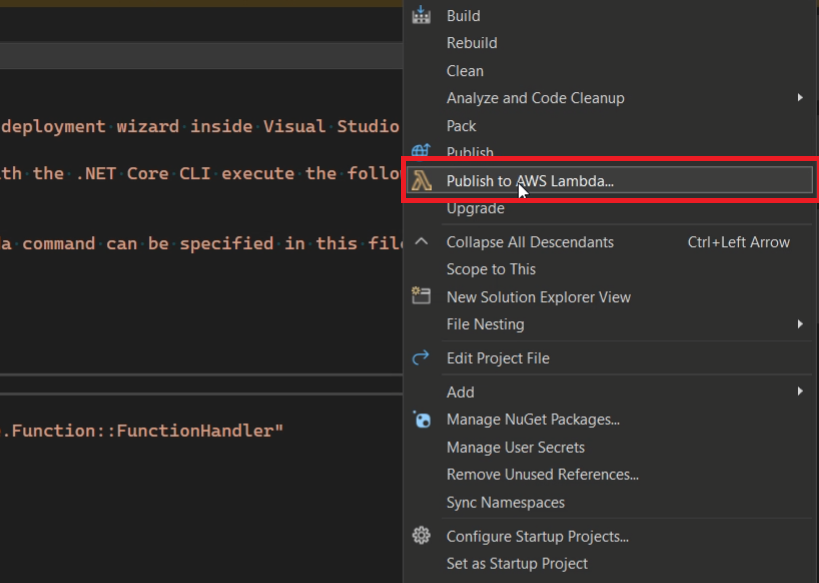 deployment wizard inside Visual Studio
th the .NET Core CLI execute the follo
a command can be specified in this file
.Function::FunctionHandler"
Build
Rebuild
Clean
Analyze and Code Cleanup
Pack
Publish
Publish to AWS Lambda...
Upgrade
Collapse All Descendants Ctrl+Left Arrow
Scope to This
New Solution Explorer View
File Nesting
Edit Project File
Add
Manage NuGet Packages...
Manage User Secrets
Remove Unused References...
Sync Namespaces
Configure Startup Projects...
Set as Startup Project